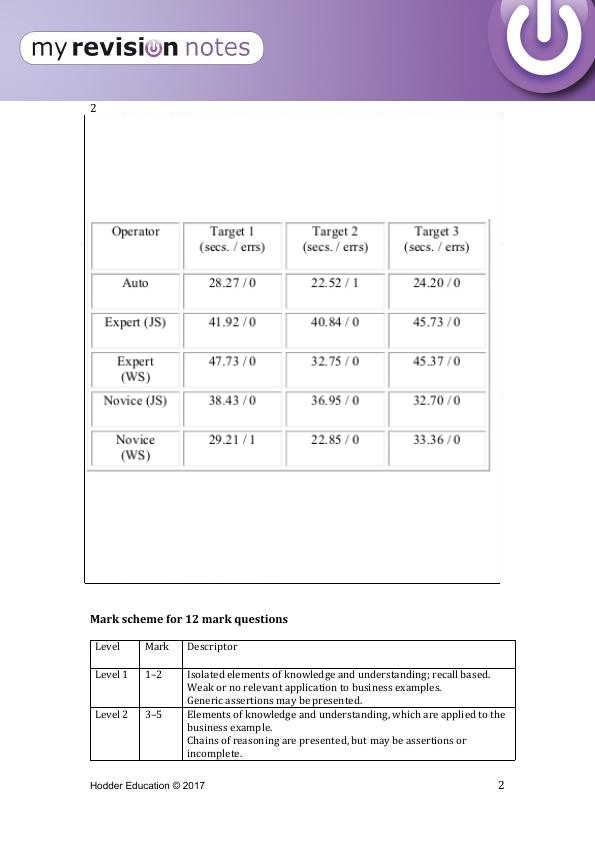 my revision notes
2
Operator Target 1 Target 2 Target 3
(secs. / errs) (secs. / errs) (secs. / errs)
Auto 28.27 / 0 22.52 / 1 24.20 / 0
Expert (JS) 41.92 / 0 40.84 / 0 45.73 / 0
Expert 47.73 / 0 32.75 / 0 45.37 / 0
(WS)
Novice (JS) 38.43 / 0 36.95 / 0 32.70 / 0
Novice 29.21 / 1 22.85 / 0 33.36 / 0
(WS)
Mark scheme for 12 mark questions
Level Mark Descriptor
Level 1 1–2 Isolated elements of knowledge and understanding; recall based.
Weak or no relevant application to business examples.
Generic assertions may be presented.
Level 2 3–5 Elements of knowledge and understanding, which are applied to the
business example.
Chains of reasoning are presented, but may be assertions or
incomplete.
Hodder Education © 2017 2